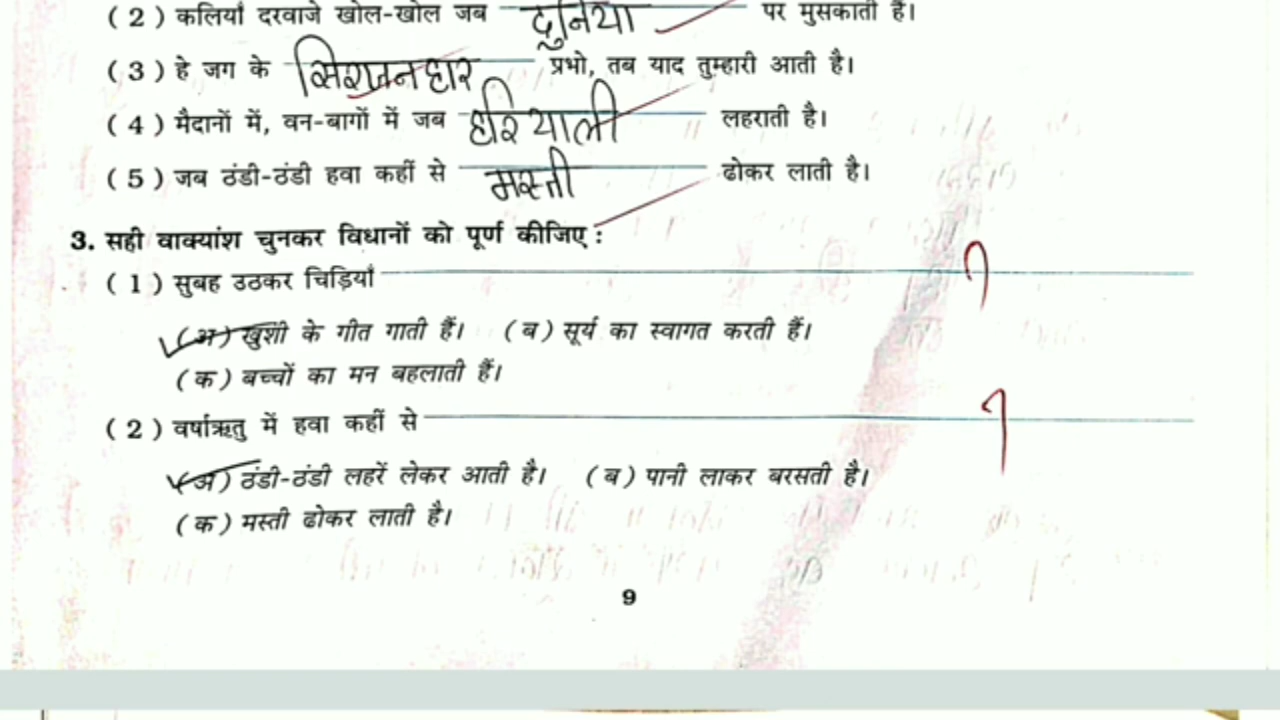 ( 2 ) कलियाँ दरवाजे खोल-खोल जब दुनिया पर मुसकाती हैं।
( 3 ) हे जग के सिरजनहार प्रभो, तब याद तुम्हारी आती है।
( 4 ) मैदानों में, वन-बागों में जब हरियाली लहराती है।
( 5 ) जब ठंडी-ठंडी हवा कहीं से मस्ती ढोकर लाती है।
3. सही वाक्यांश चुनकर विधानों को पूर्ण कीजिए :
( 1 ) सुबह उठकर चिड़ियाँ
(अ) खुशी के गीत गाती हैं। (ब) सूर्य का स्वागत करती हैं।
(क) बच्चों का मन बहलाती हैं।
( 2 ) वर्षाऋतु में हवा कहीं से
(अ) ठंडी-ठंडी लहरें लेकर आती है। (ब) पानी लाकर बरसती है।
(क) मस्ती ढोकर लाती है।
9